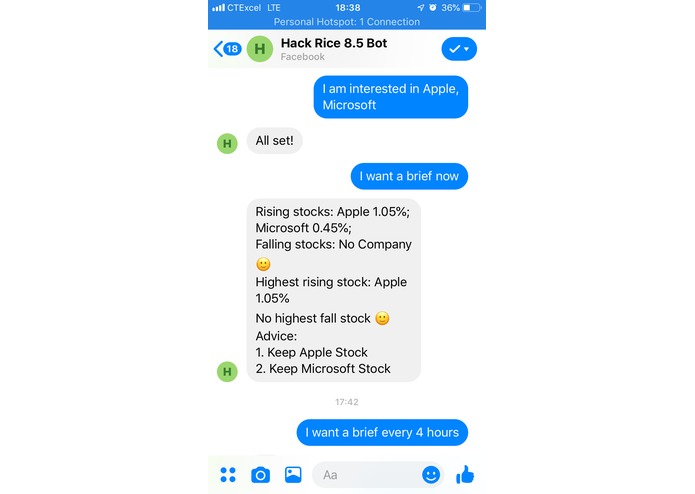 CTExcel LTE 18:38 36%
Personal Hotspot: 1 Connection
18 H Hack Rice 8.5 Bot
Facebook
I am interested in Apple,
Microsoft
H All set!
I want a brief now
Rising stocks: Apple 1.05%;
Microsoft 0.45%;
Falling stocks: No Company
🙂
Highest rising stock: Apple
1.05%
No highest fall stock 🙂
Advice:
1. Keep Apple Stock
2. Keep Microsoft Stock
H
17:42
I want a brief every 4 hours
Aa